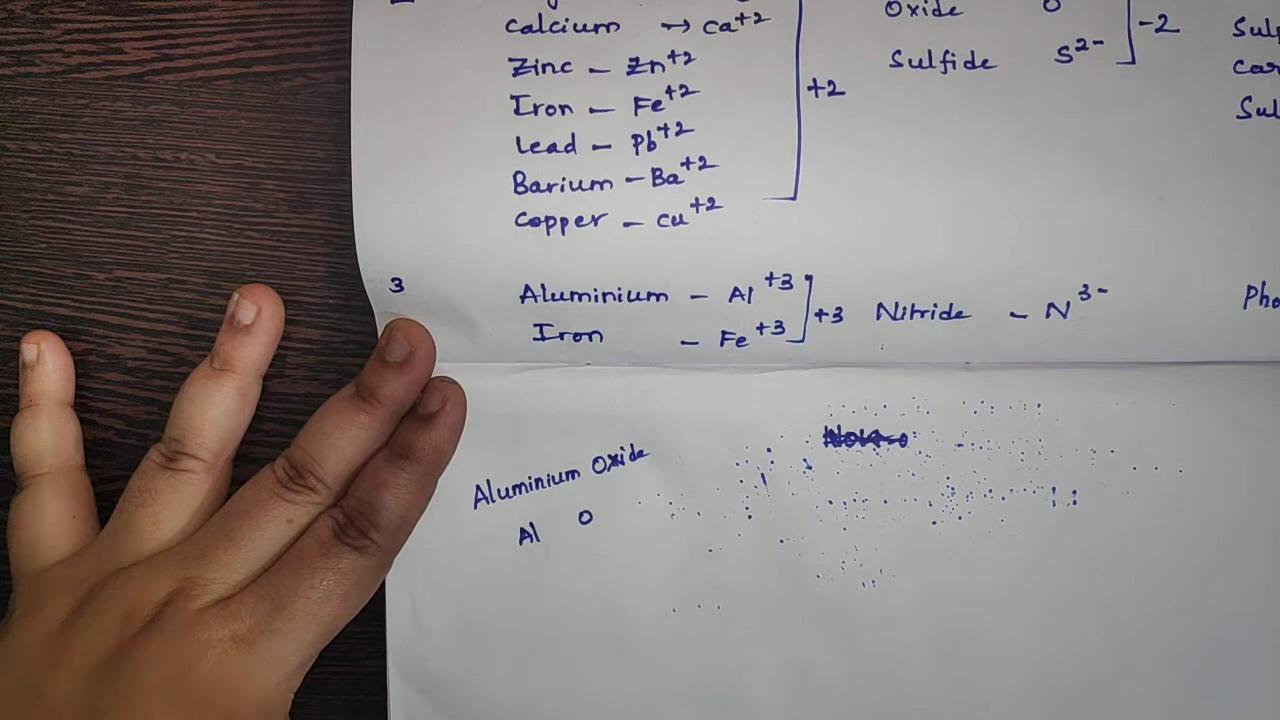 Calcium → Ca+2 Oxide O
Zinc – Zn+2 Sulfide S2- -2
Iron – Fe+2 +2
Lead – Pb+2
Barium – Ba+2
Copper – Cu+2
3 Aluminium – Al+3 +3 Nitride – N3-
Iron – Fe+3
Aluminium Oxide
Al O